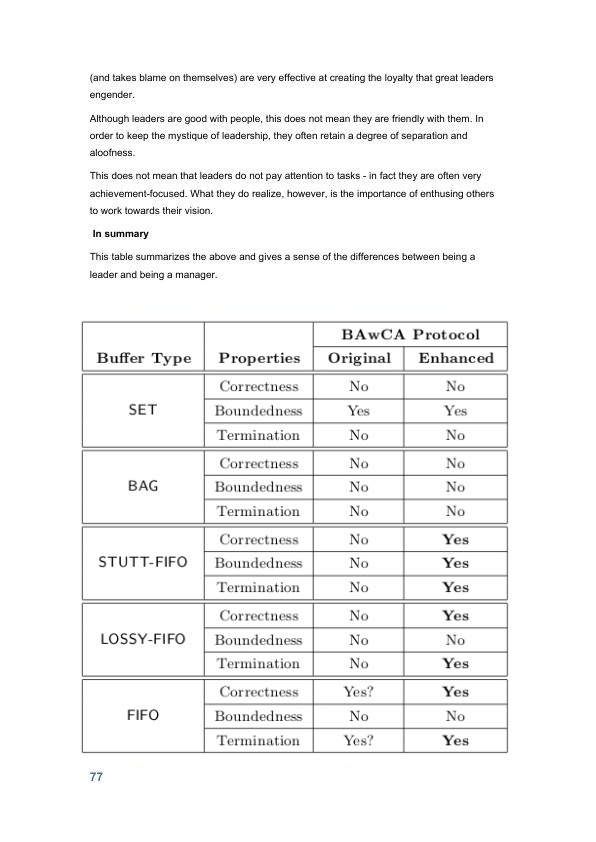 (and takes blame on themselves) are very effective at creating the loyalty that great leaders
engender.
Although leaders are good with people, this does not mean they are friendly with them. In
order to keep the mystique of leadership, they often retain a degree of separation and
aloofness.
This does not mean that leaders do not pay attention to tasks - in fact they are often very
achievement-focused. What they do realize, however, is the importance of enthusing others
to work towards their vision.
In summary
This table summarizes the above and gives a sense of the differences between being a
leader and being a manager.
BAwCA Protocol
Buffer Type Properties Original Enhanced
Correctness No No
SET Boundedness Yes Yes
Termination No No
Correctness No No
BAG Boundedness No No
Termination No No
Correctness No Yes
STUTT-FIFO Boundedness No Yes
Termination No Yes
Correctness No Yes
LOSSY-FIFO Boundedness No No
Termination No Yes
Correctness Yes? Yes
FIFO Boundedness No No
Termination Yes? Yes
77